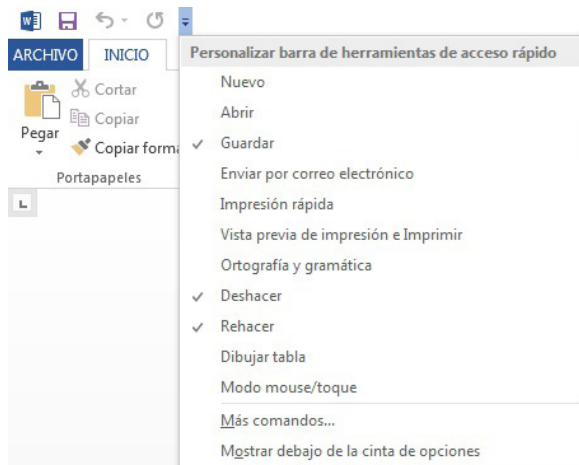 ARCHIVO INICIO
Cortar
Copiar
Pegar
Copiar forma
Portapapeles
Personalizar barra de herramientas de acceso rápido
Nuevo
Abrir
Guardar
Enviar por correo electrónico
Impresión rápida
Vista previa de impresión e Imprimir
Ortografía y gramática
Deshacer
Rehacer
Dibujar tabla
Modo mouse/toque
Más comandos...
Mostrar debajo de la cinta de opciones